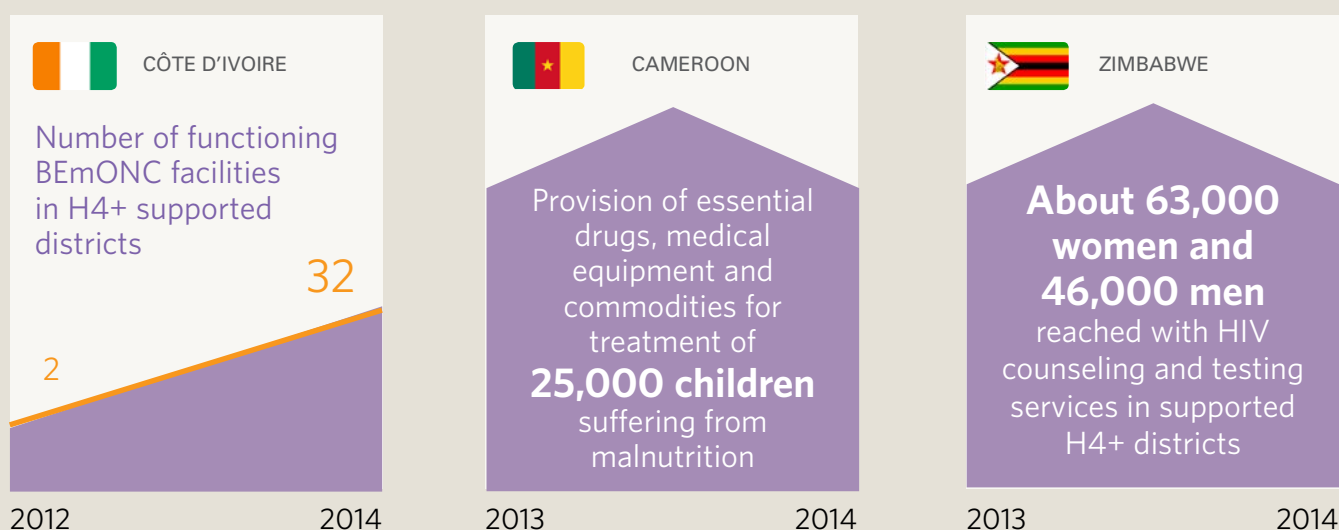 CÔTE D'IVOIRE
Number of functioning
BEmONC facilities
in H4+ supported
districts
32
2
2012 2014
CAMEROON
Provision of essential
drugs, medical
equipment and
commodities for
treatment of
25,000 children
suffering from
malnutrition
2013 2014
ZIMBABWE
About 63,000
women and
46,000 men
reached with HIV
counseling and testing
services in supported
H4+ districts
2013 2014